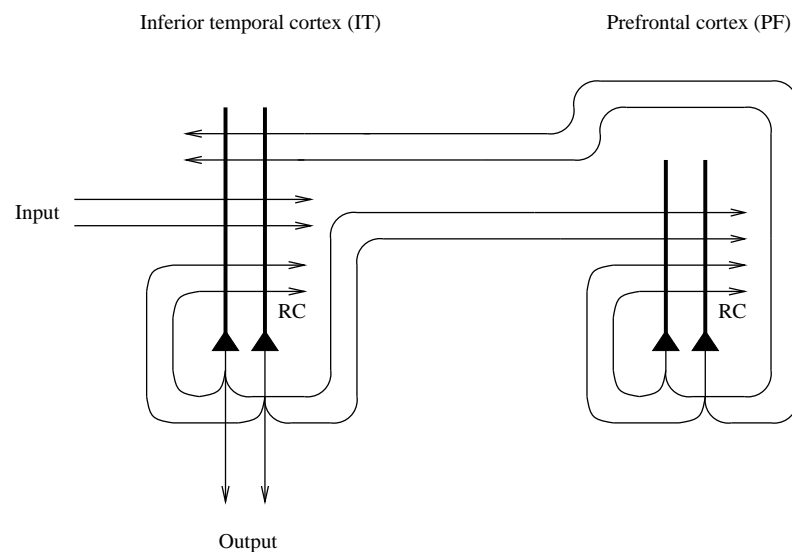 Inferior temporal cortex (IT)
Prefrontal cortex (PF)
Input
RC
RC
Output